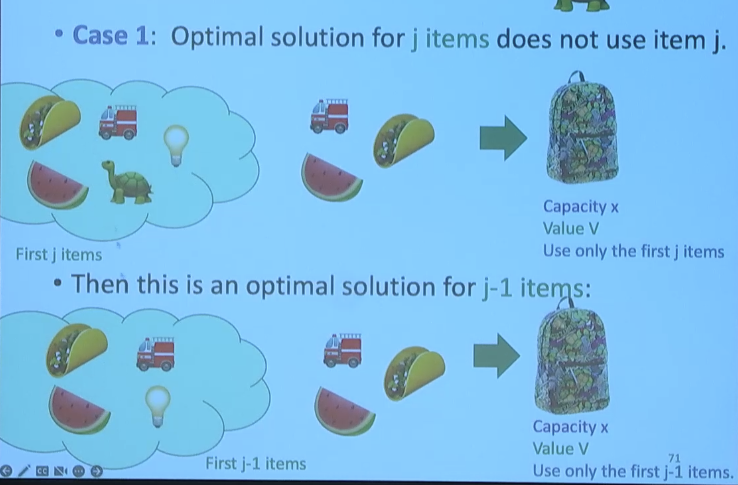 • Case 1: Optimal solution for j items does not use item j.
Capacity x
Value V
Use only the first j items
First j items
• Then this is an optimal solution for j-1 items:
Capacity x
Value V
First j-1 items
71
Use only the first j-1 items.